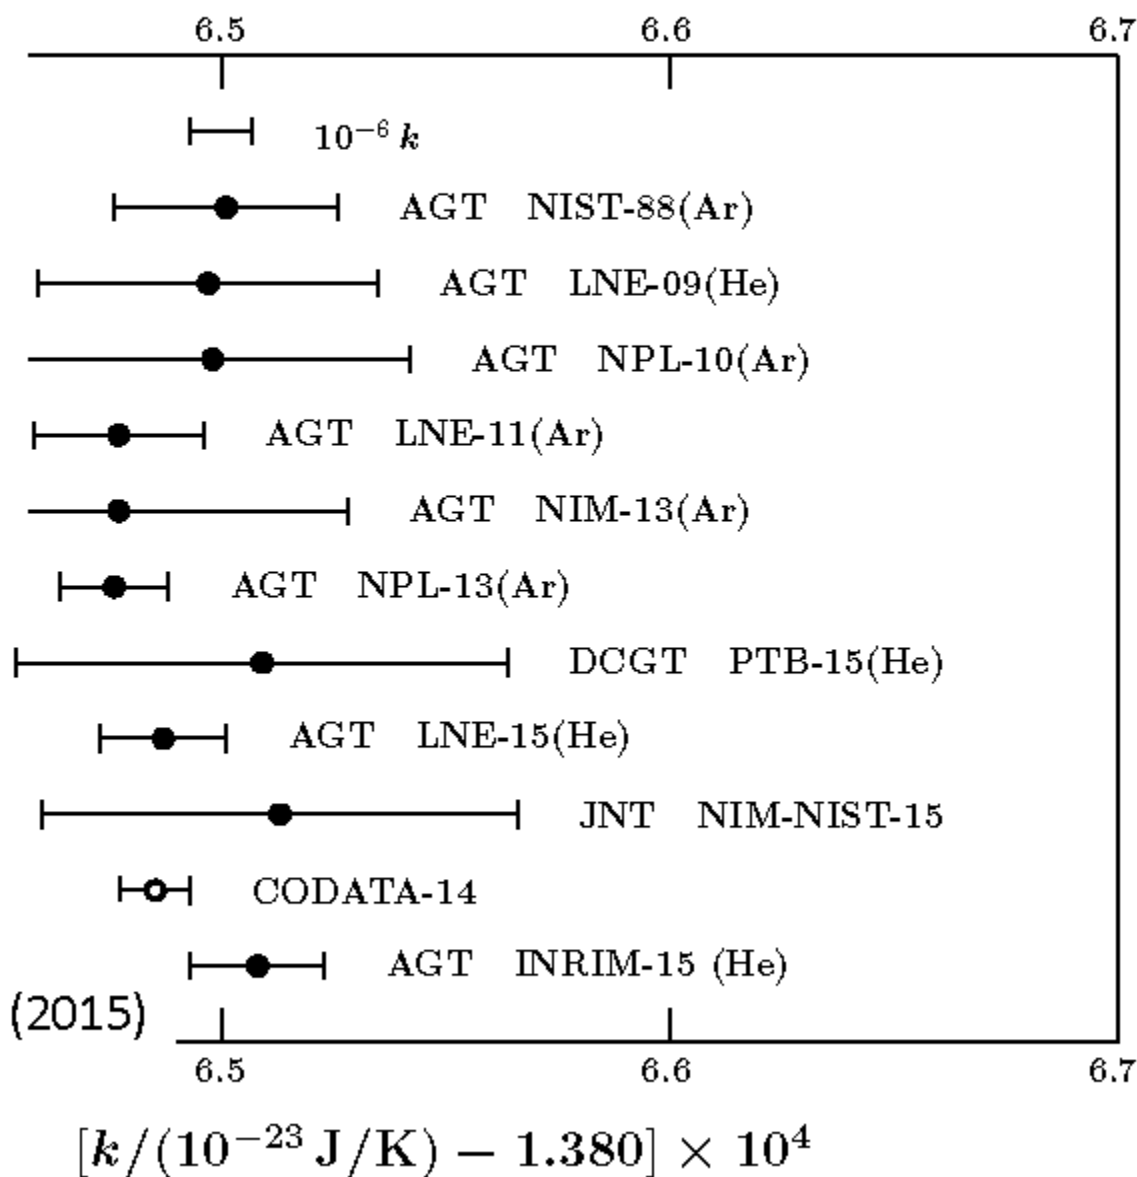 6.5 6.6 6.7
10⁻⁶ k
AGT NIST-88(Ar)
AGT LNE-09(He)
AGT NPL-10(Ar)
AGT LNE-11(Ar)
AGT NIM-13(Ar)
AGT NPL-13(Ar)
DCGT PTB-15(He)
AGT LNE-15(He)
JNT NIM-NIST-15
CODATA-14
AGT INRIM-15 (He)
(2015)
6.5 6.6 6.7
[k/(10⁻²³ J/K) − 1.380] × 10⁴